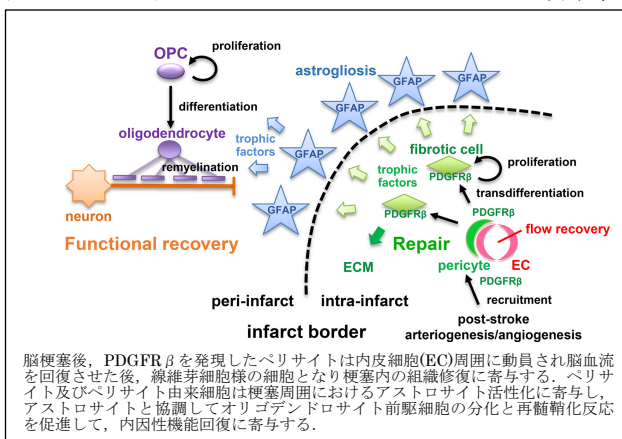 OPC
proliferation
differentiation
oligodendrocyte
remyelination
neuron
Functional recovery
astrogliosis
GFAP
GFAP
GFAP
GFAP
GFAP
trophic
factors
trophic
factors
fibrotic cell
PDGFRβ
proliferation
transdifferentiation
PDGFRβ
PDGFRβ
flow recovery
Repair
ECM
pericyte
EC
PDGFRβ
recruitment
post-stroke
arteriogenesis/angiogenesis
peri-infarct
intra-infarct
infarct border
脳梗塞後，PDGFRβを発現したペリサイトは内皮細胞(EC)周囲に動員され脳血流
を回復させた後，線維芽細胞様の細胞となり梗塞内の組織修復に寄与する．ペリサ
イト及びペリサイト由来細胞は梗塞周囲におけるアストロサイト活性化に寄与し，
アストロサイトと協調してオリゴデンドロサイト前駆細胞の分化と再髄鞘化反応
を促進して，内因性機能回復に寄与する．